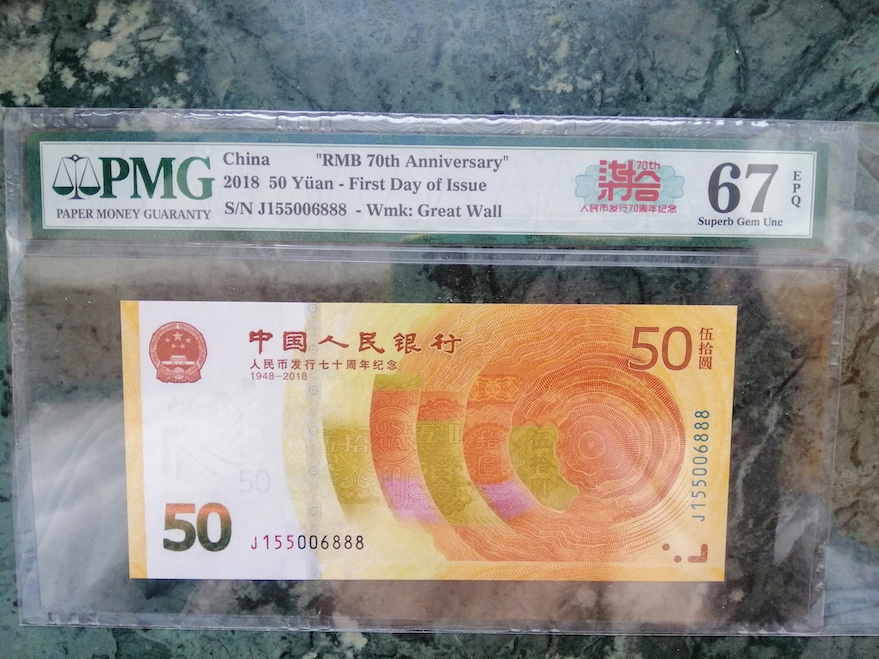 PMG
PAPER MONEY GUARANTY
China "RMB 70th Anniversary"
2018 50 Yüan - First Day of Issue
S/N J155006888 - Wmk: Great Wall
70th
柒拾
人民币发行70周年纪念
67
EPQ
Superb Gem Unc
中国人民银行
人民币发行七十周年纪念
1948-2018
50
伍拾圆
50
50
J155006888
J155006888